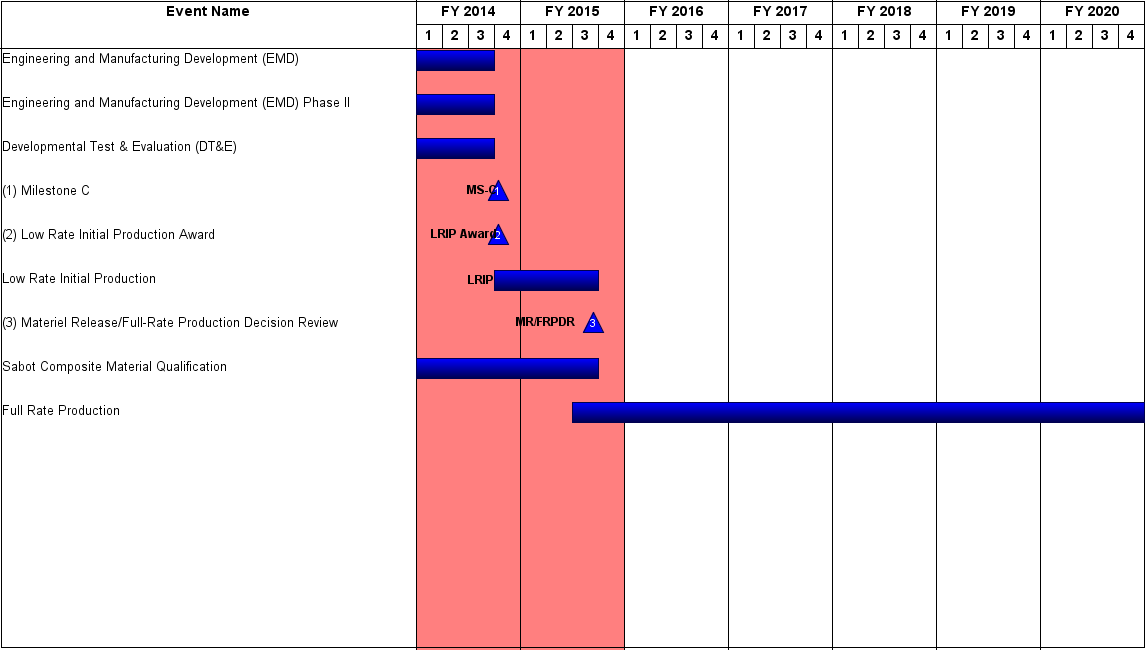 Event Name FY 2014 FY 2015 FY 2016 FY 2017 FY 2018 FY 2019 FY 2020
1 2 3 4 1 2 3 4 1 2 3 4 1 2 3 4 1 2 3 4 1 2 3 4 1 2 3 4
Engineering and Manufacturing Development (EMD)
Engineering and Manufacturing Development (EMD) Phase II
Developmental Test & Evaluation (DT&E)
(1) Milestone C MS-C 1
(2) Low Rate Initial Production Award LRIP Award 2
Low Rate Initial Production LRIP
(3) Materiel Release/Full-Rate Production Decision Review MR/FRPDR 3
Sabot Composite Material Qualification
Full Rate Production